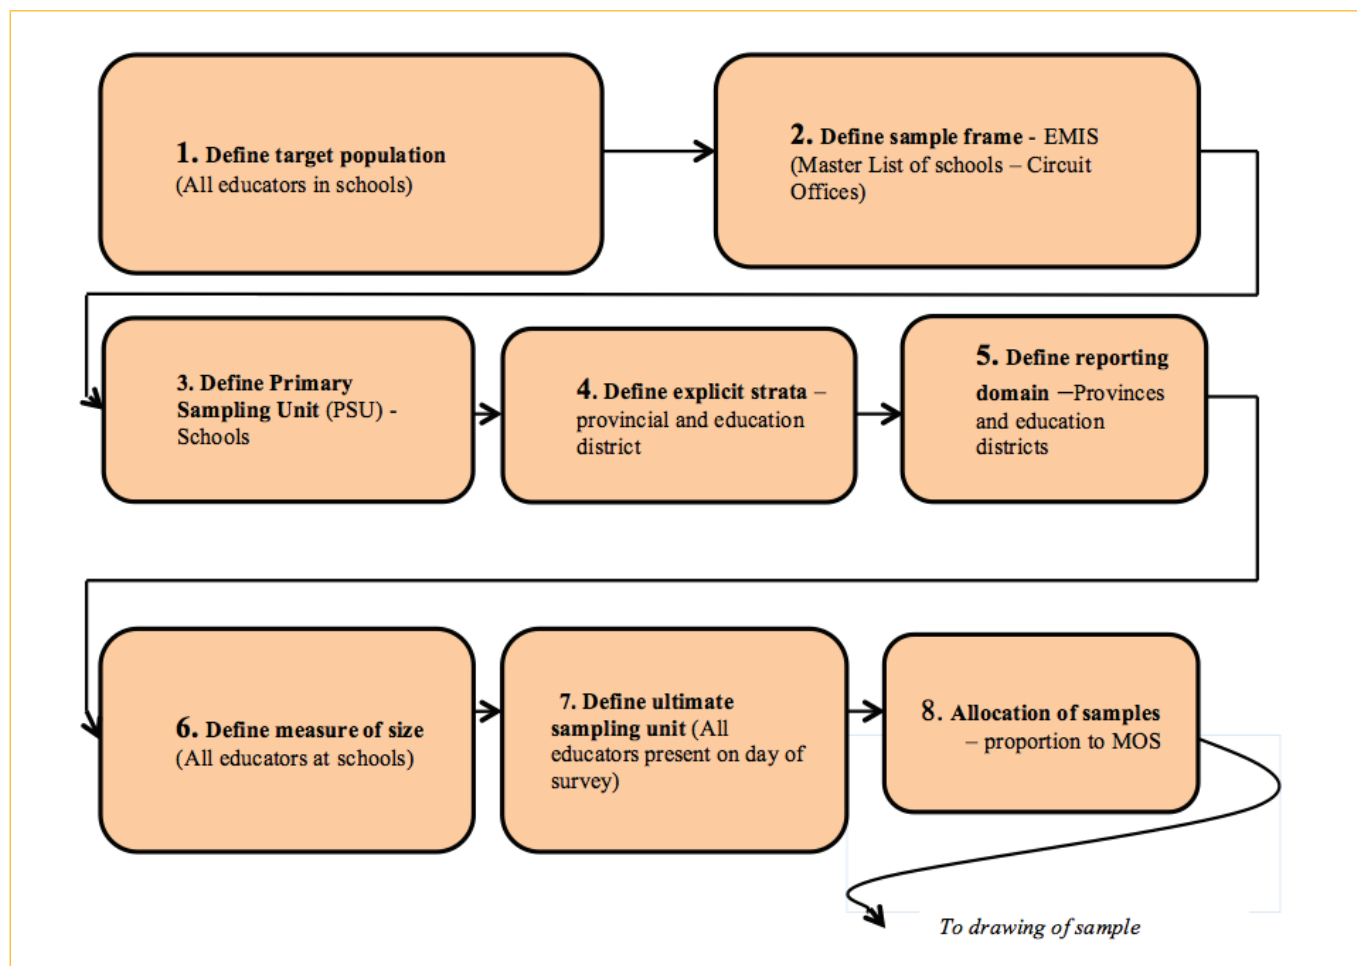 1. Define target population
(All educators in schools)
2. Define sample frame - EMIS
(Master List of schools – Circuit
Offices)
3. Define Primary
Sampling Unit (PSU) -
Schools
4. Define explicit strata –
provincial and education
district
5. Define reporting
domain –Provinces
and education
districts
6. Define measure of size
(All educators at schools)
7. Define ultimate
sampling unit (All
educators present on day of
survey)
8. Allocation of samples
– proportion to MOS
To drawing of sample